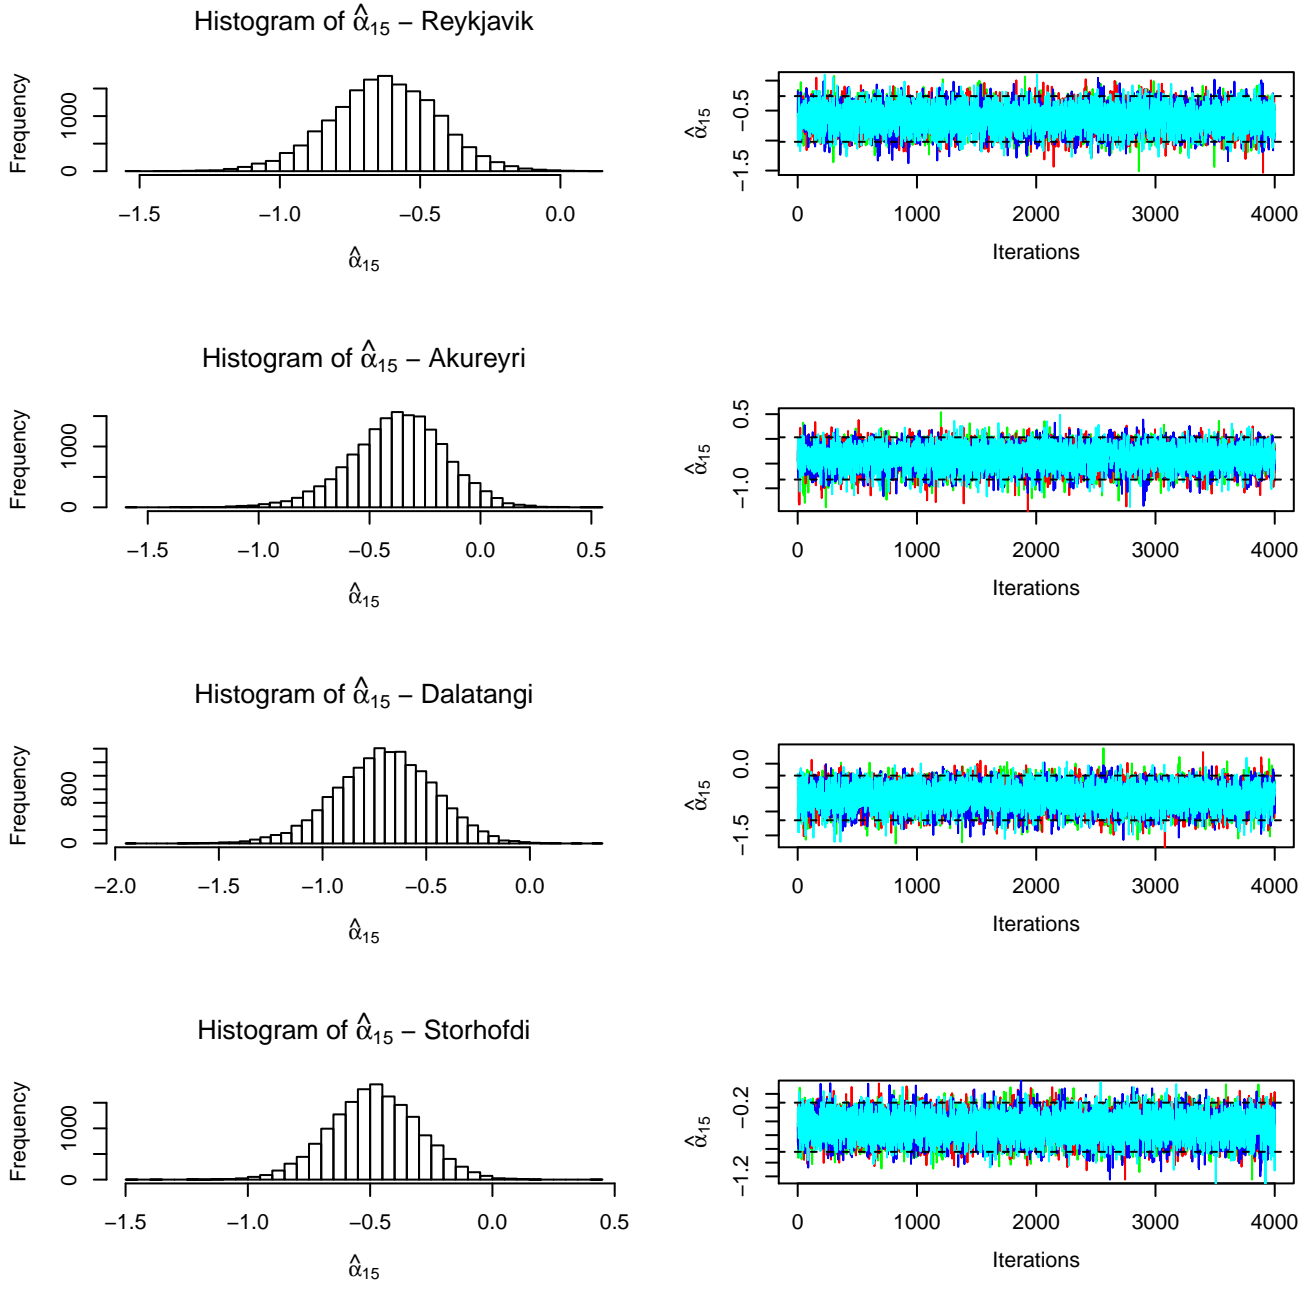 Histogram of α̂15 − Reykjavik
Frequency
0 1000
−1.5 −1.0 −0.5 0.0
α̂15
α̂15
−1.5 −0.5
0 1000 2000 3000 4000
Iterations
Histogram of α̂15 − Akureyri
Frequency
0 1000
−1.5 −1.0 −0.5 0.0 0.5
α̂15
α̂15
−1.0 0.5
0 1000 2000 3000 4000
Iterations
Histogram of α̂15 − Dalatangi
Frequency
0 800
−2.0 −1.5 −1.0 −0.5 0.0
α̂15
α̂15
−1.5 0.0
0 1000 2000 3000 4000
Iterations
Histogram of α̂15 − Storhofdi
Frequency
0 1000
−1.5 −1.0 −0.5 0.0 0.5
α̂15
α̂15
−1.2 −0.2
0 1000 2000 3000 4000
Iterations